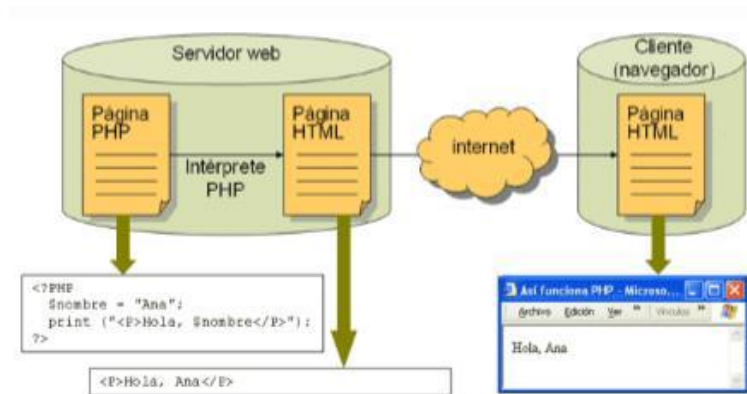 Servidor web
Cliente
(navegador)
Página
PHP
Intérprete
PHP
Página
HTML
internet
Página
HTML
<?PHP
$nombre = "Ana";
print ("<P>Hola, $nombre</P>");
?>
<P>Hola, Ana</P>
Así funciona PHP - Microso...
Archivo Edición Ver » Vínculos »
Hola, Ana